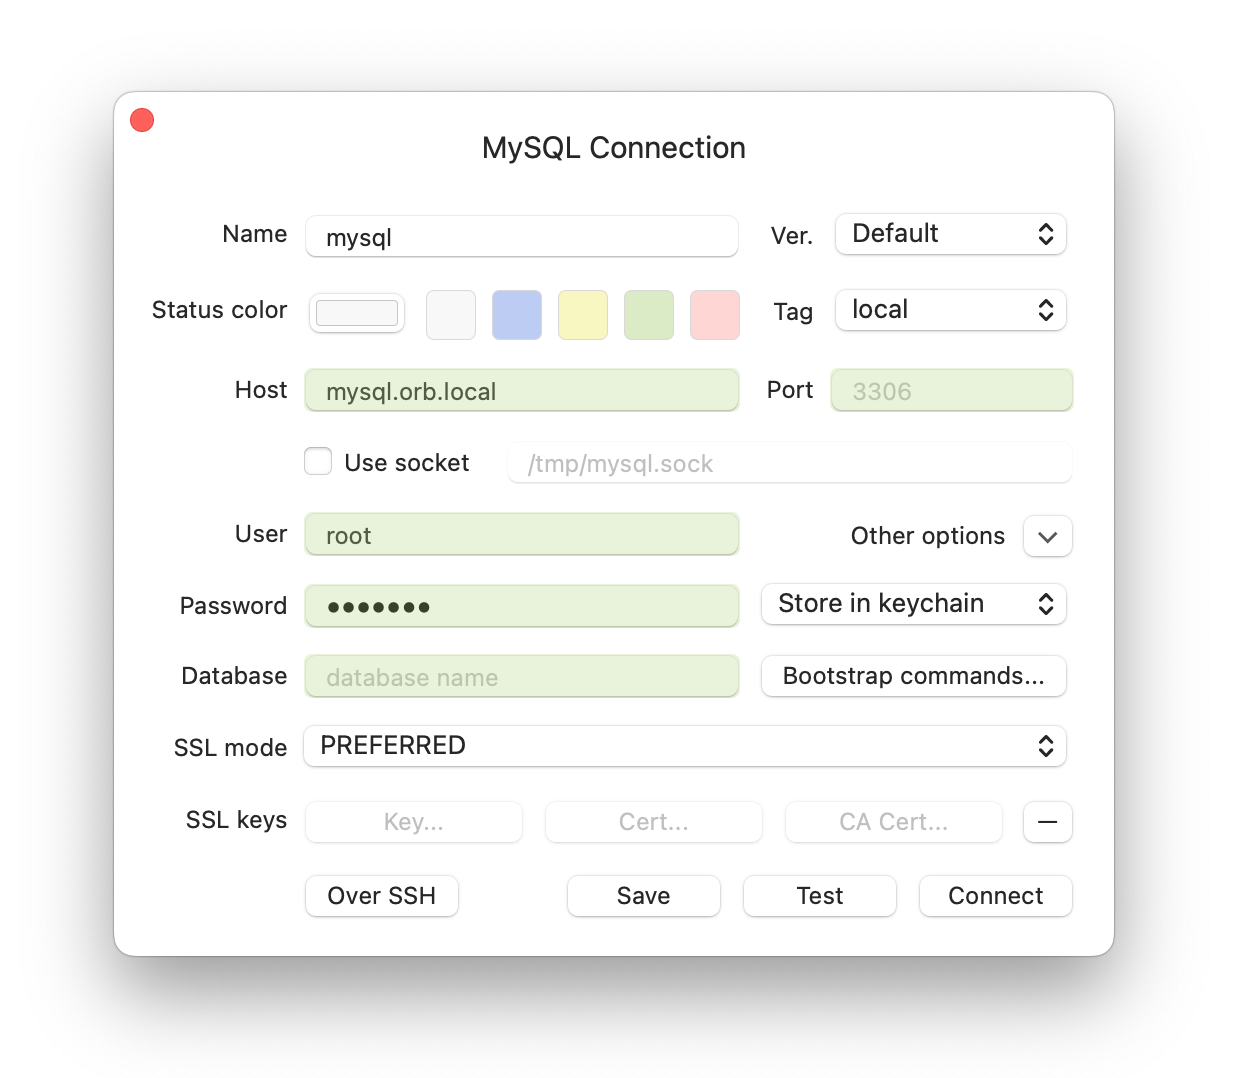 MySQL Connection
Name mysql Ver. Default
Status color Tag local
Host mysql.orb.local Port 3306
Use socket /tmp/mysql.sock
User root Other options
Password ●●●●●●● Store in keychain
Database database name Bootstrap commands...
SSL mode PREFERRED
SSL keys Key... Cert... CA Cert...
Over SSH Save Test Connect